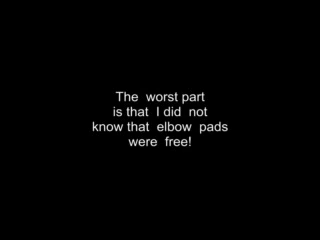 The worst part
is that I did not
know that elbow pads
were free!